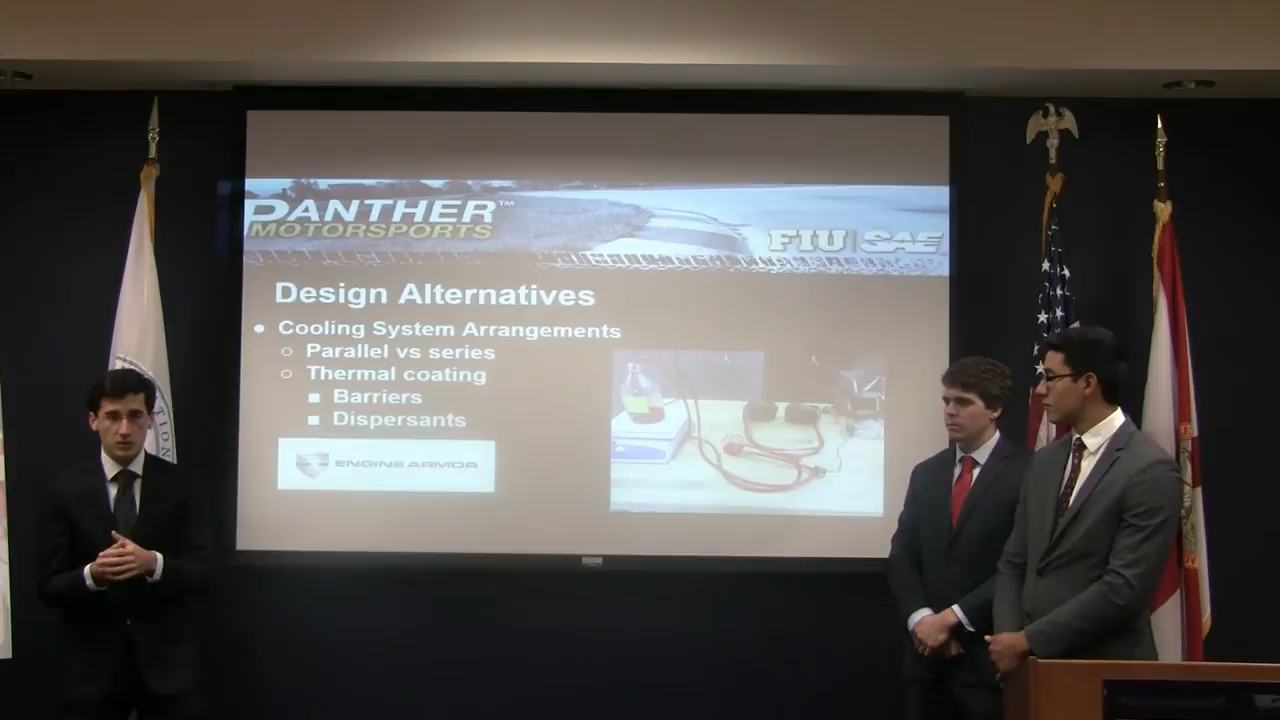 PANTHER™
MOTORSPORTS
FIU | SAE
Design Alternatives
● Cooling System Arrangements
○ Parallel vs series
○ Thermal coating
■ Barriers
■ Dispersants
ENGINE ARMOR